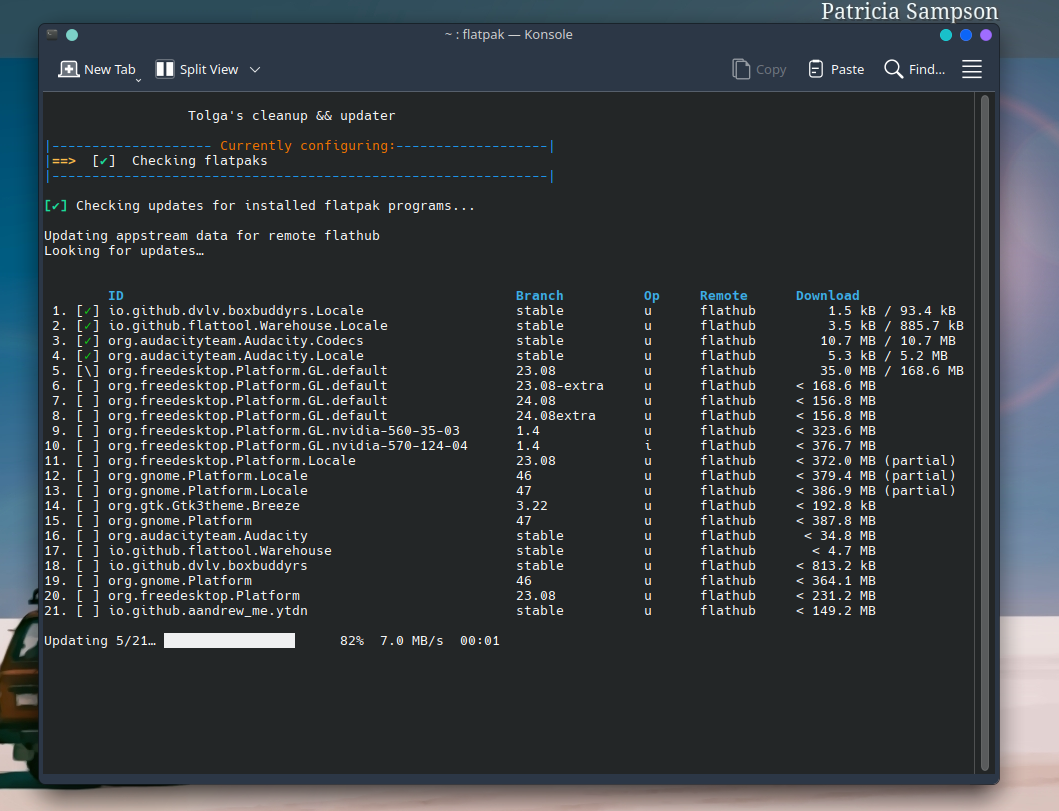 Patricia Sampson
~ : flatpak — Konsole
New Tab Split View Copy Paste Find...
Tolga's cleanup && updater
|-------------------- Currently configuring:-------------------|
|==> [✔] Checking flatpaks
|--------------------------------------------------------------|
[✔] Checking updates for installed flatpak programs...
Updating appstream data for remote flathub
Looking for updates…
ID Branch Op Remote Download
1. [✓] io.github.dvlv.boxbuddyrs.Locale stable u flathub 1.5 kB / 93.4 kB
2. [✓] io.github.flattool.Warehouse.Locale stable u flathub 3.5 kB / 885.7 kB
3. [✓] org.audacityteam.Audacity.Codecs stable u flathub 10.7 MB / 10.7 MB
4. [✓] org.audacityteam.Audacity.Locale stable u flathub 5.3 kB / 5.2 MB
5. [\] org.freedesktop.Platform.GL.default 23.08 u flathub 35.0 MB / 168.6 MB
6. [ ] org.freedesktop.Platform.GL.default 23.08-extra u flathub < 168.6 MB
7. [ ] org.freedesktop.Platform.GL.default 24.08 u flathub < 156.8 MB
8. [ ] org.freedesktop.Platform.GL.default 24.08extra u flathub < 156.8 MB
9. [ ] org.freedesktop.Platform.GL.nvidia-560-35-03 1.4 u flathub < 323.6 MB
10. [ ] org.freedesktop.Platform.GL.nvidia-570-124-04 1.4 i flathub < 376.7 MB
11. [ ] org.freedesktop.Platform.Locale 23.08 u flathub < 372.0 MB (partial)
12. [ ] org.gnome.Platform.Locale 46 u flathub < 379.4 MB (partial)
13. [ ] org.gnome.Platform.Locale 47 u flathub < 386.9 MB (partial)
14. [ ] org.gtk.Gtk3theme.Breeze 3.22 u flathub < 192.8 kB
15. [ ] org.gnome.Platform 47 u flathub < 387.8 MB
16. [ ] org.audacityteam.Audacity stable u flathub < 34.8 MB
17. [ ] io.github.flattool.Warehouse stable u flathub < 4.7 MB
18. [ ] io.github.dvlv.boxbuddyrs stable u flathub < 813.2 kB
19. [ ] org.gnome.Platform 46 u flathub < 364.1 MB
20. [ ] org.freedesktop.Platform 23.08 u flathub < 231.2 MB
21. [ ] io.github.aandrew_me.ytdn stable u flathub < 149.2 MB
Updating 5/21… 82% 7.0 MB/s 00:01